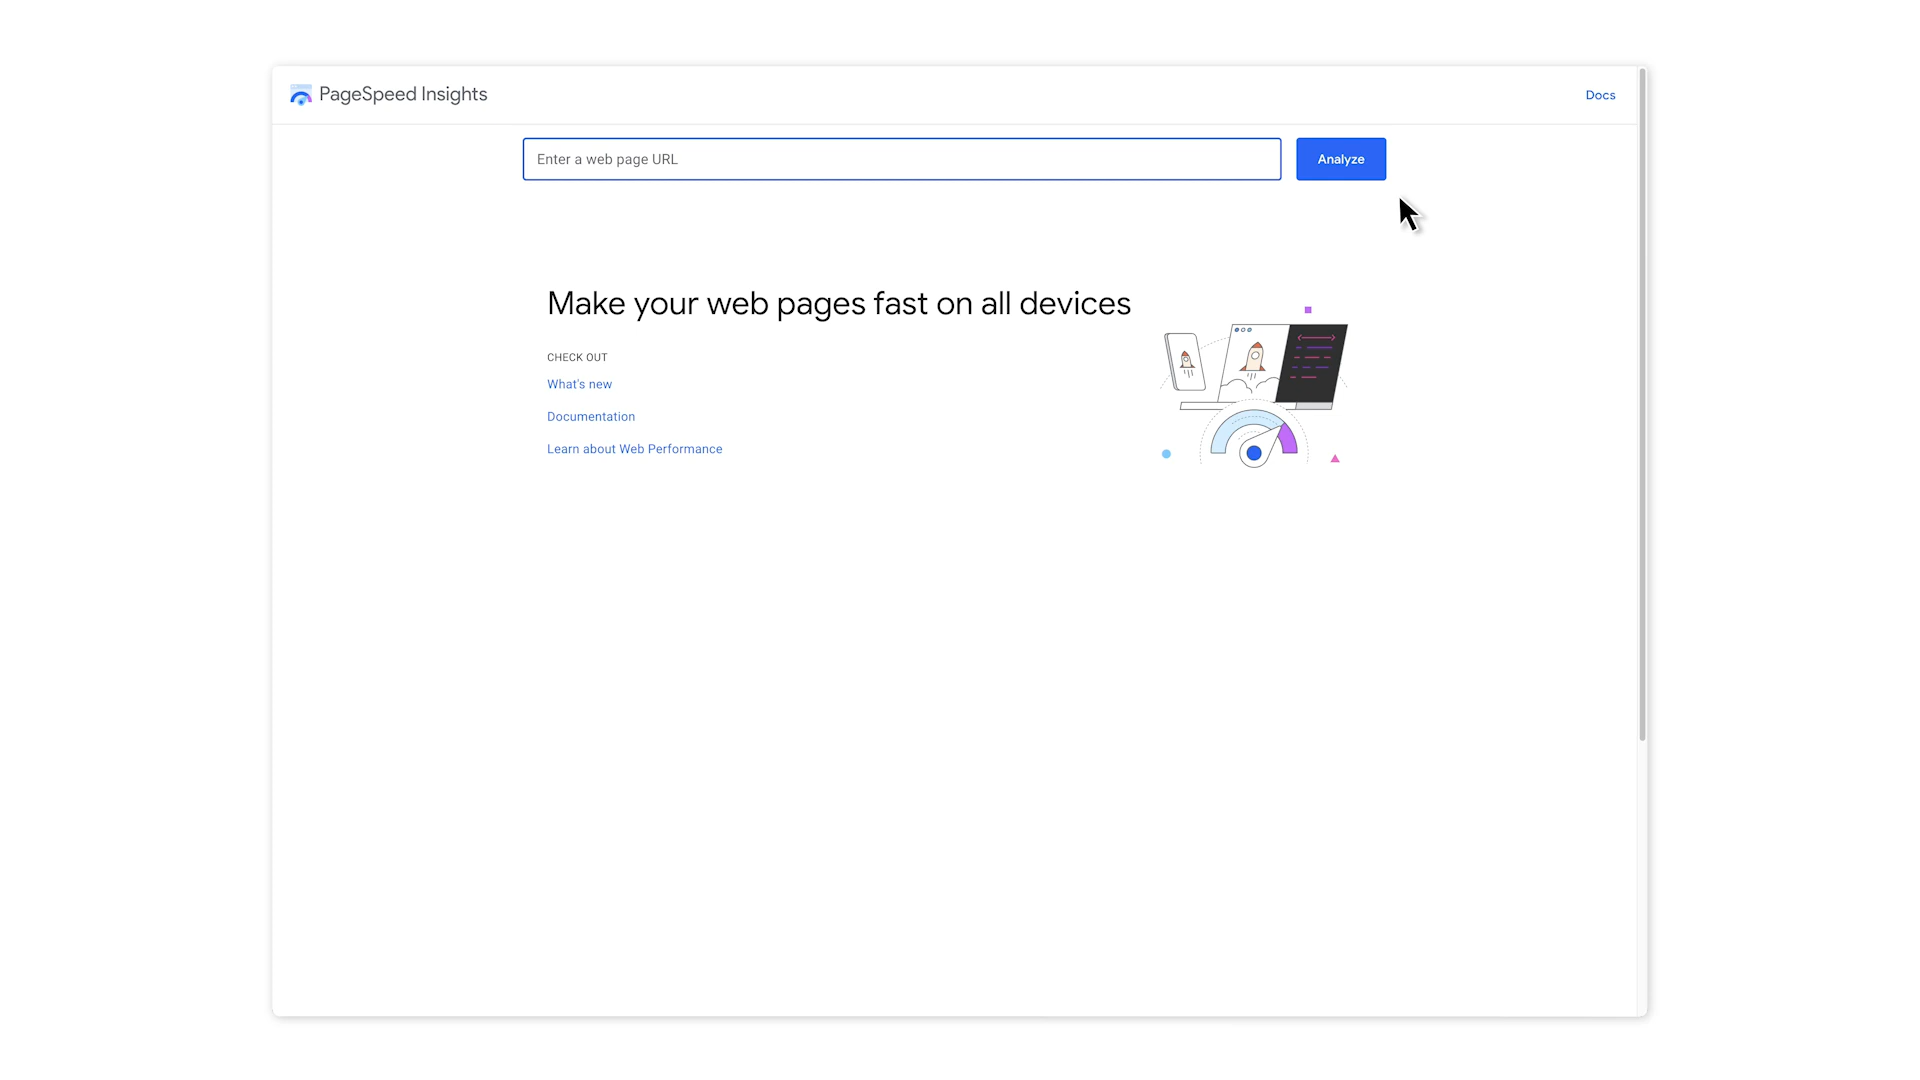 PageSpeed Insights
Docs
Enter a web page URL
Analyze
Make your web pages fast on all devices
CHECK OUT
What's new
Documentation
Learn about Web Performance